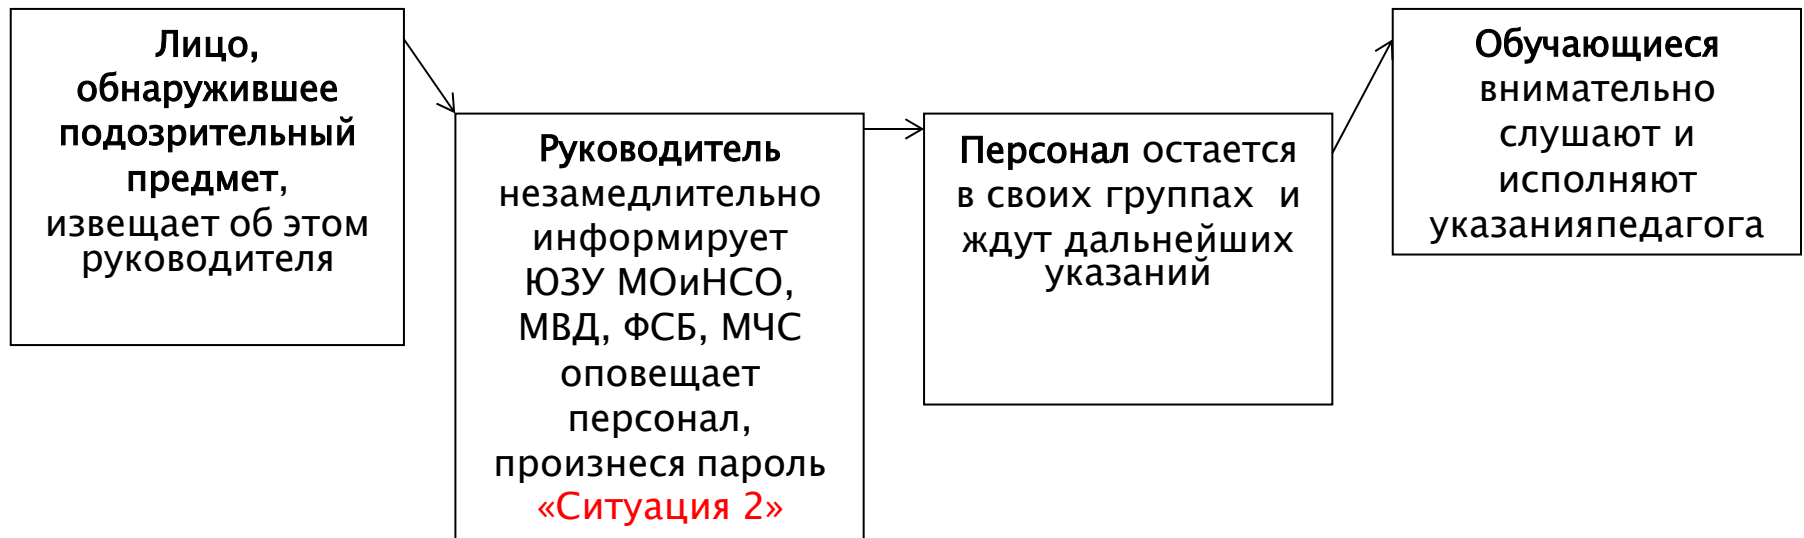 Лицо,
обнаружившее
подозрительный
предмет,
извещает об этом
руководителя
Руководитель
незамедлительно
информирует
ЮЗУ МОиНСО,
МВД, ФСБ, МЧС
оповещает
персонал,
произнеся пароль
«Ситуация 2»
Персонал остается
в своих группах и
ждут дальнейших
указаний
Обучающиеся
внимательно
слушают и
исполняют
указанияпедагога